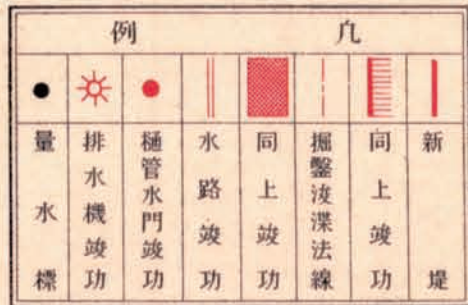 凢例
新堤
同上竣功
掘鑿浚渫法線
同上竣功
水路竣功
樋管水門竣功
排水機竣功
量水標